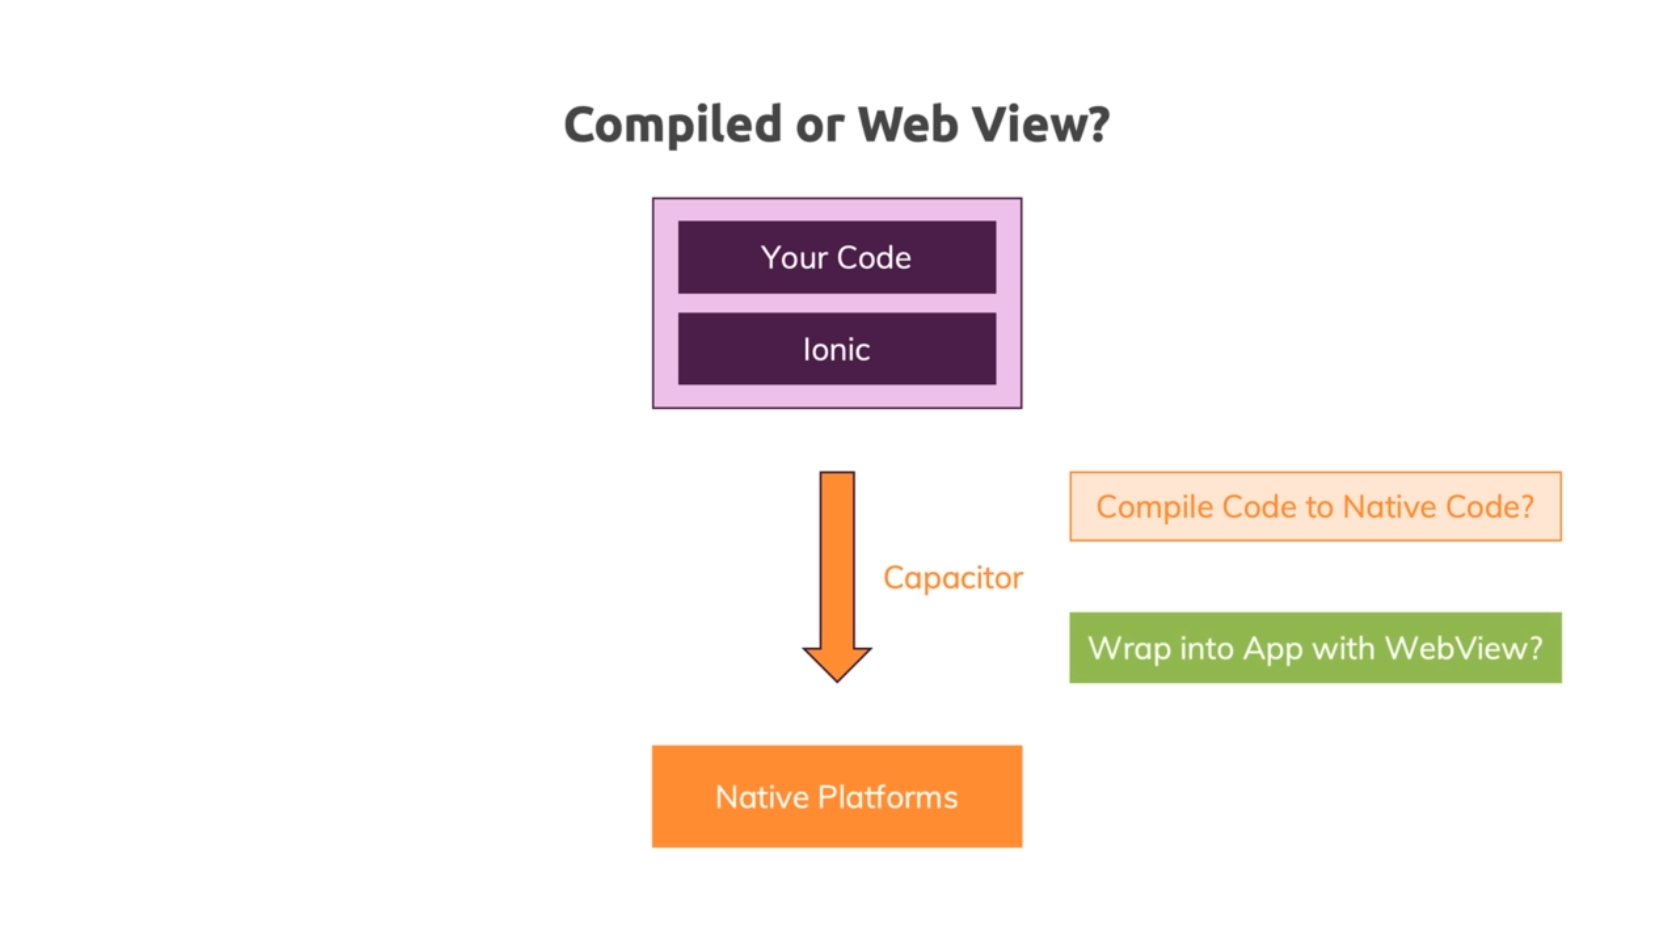 Compiled or Web View?
Your Code
Ionic
Compile Code to Native Code?
Capacitor
Wrap into App with WebView?
Native Platforms